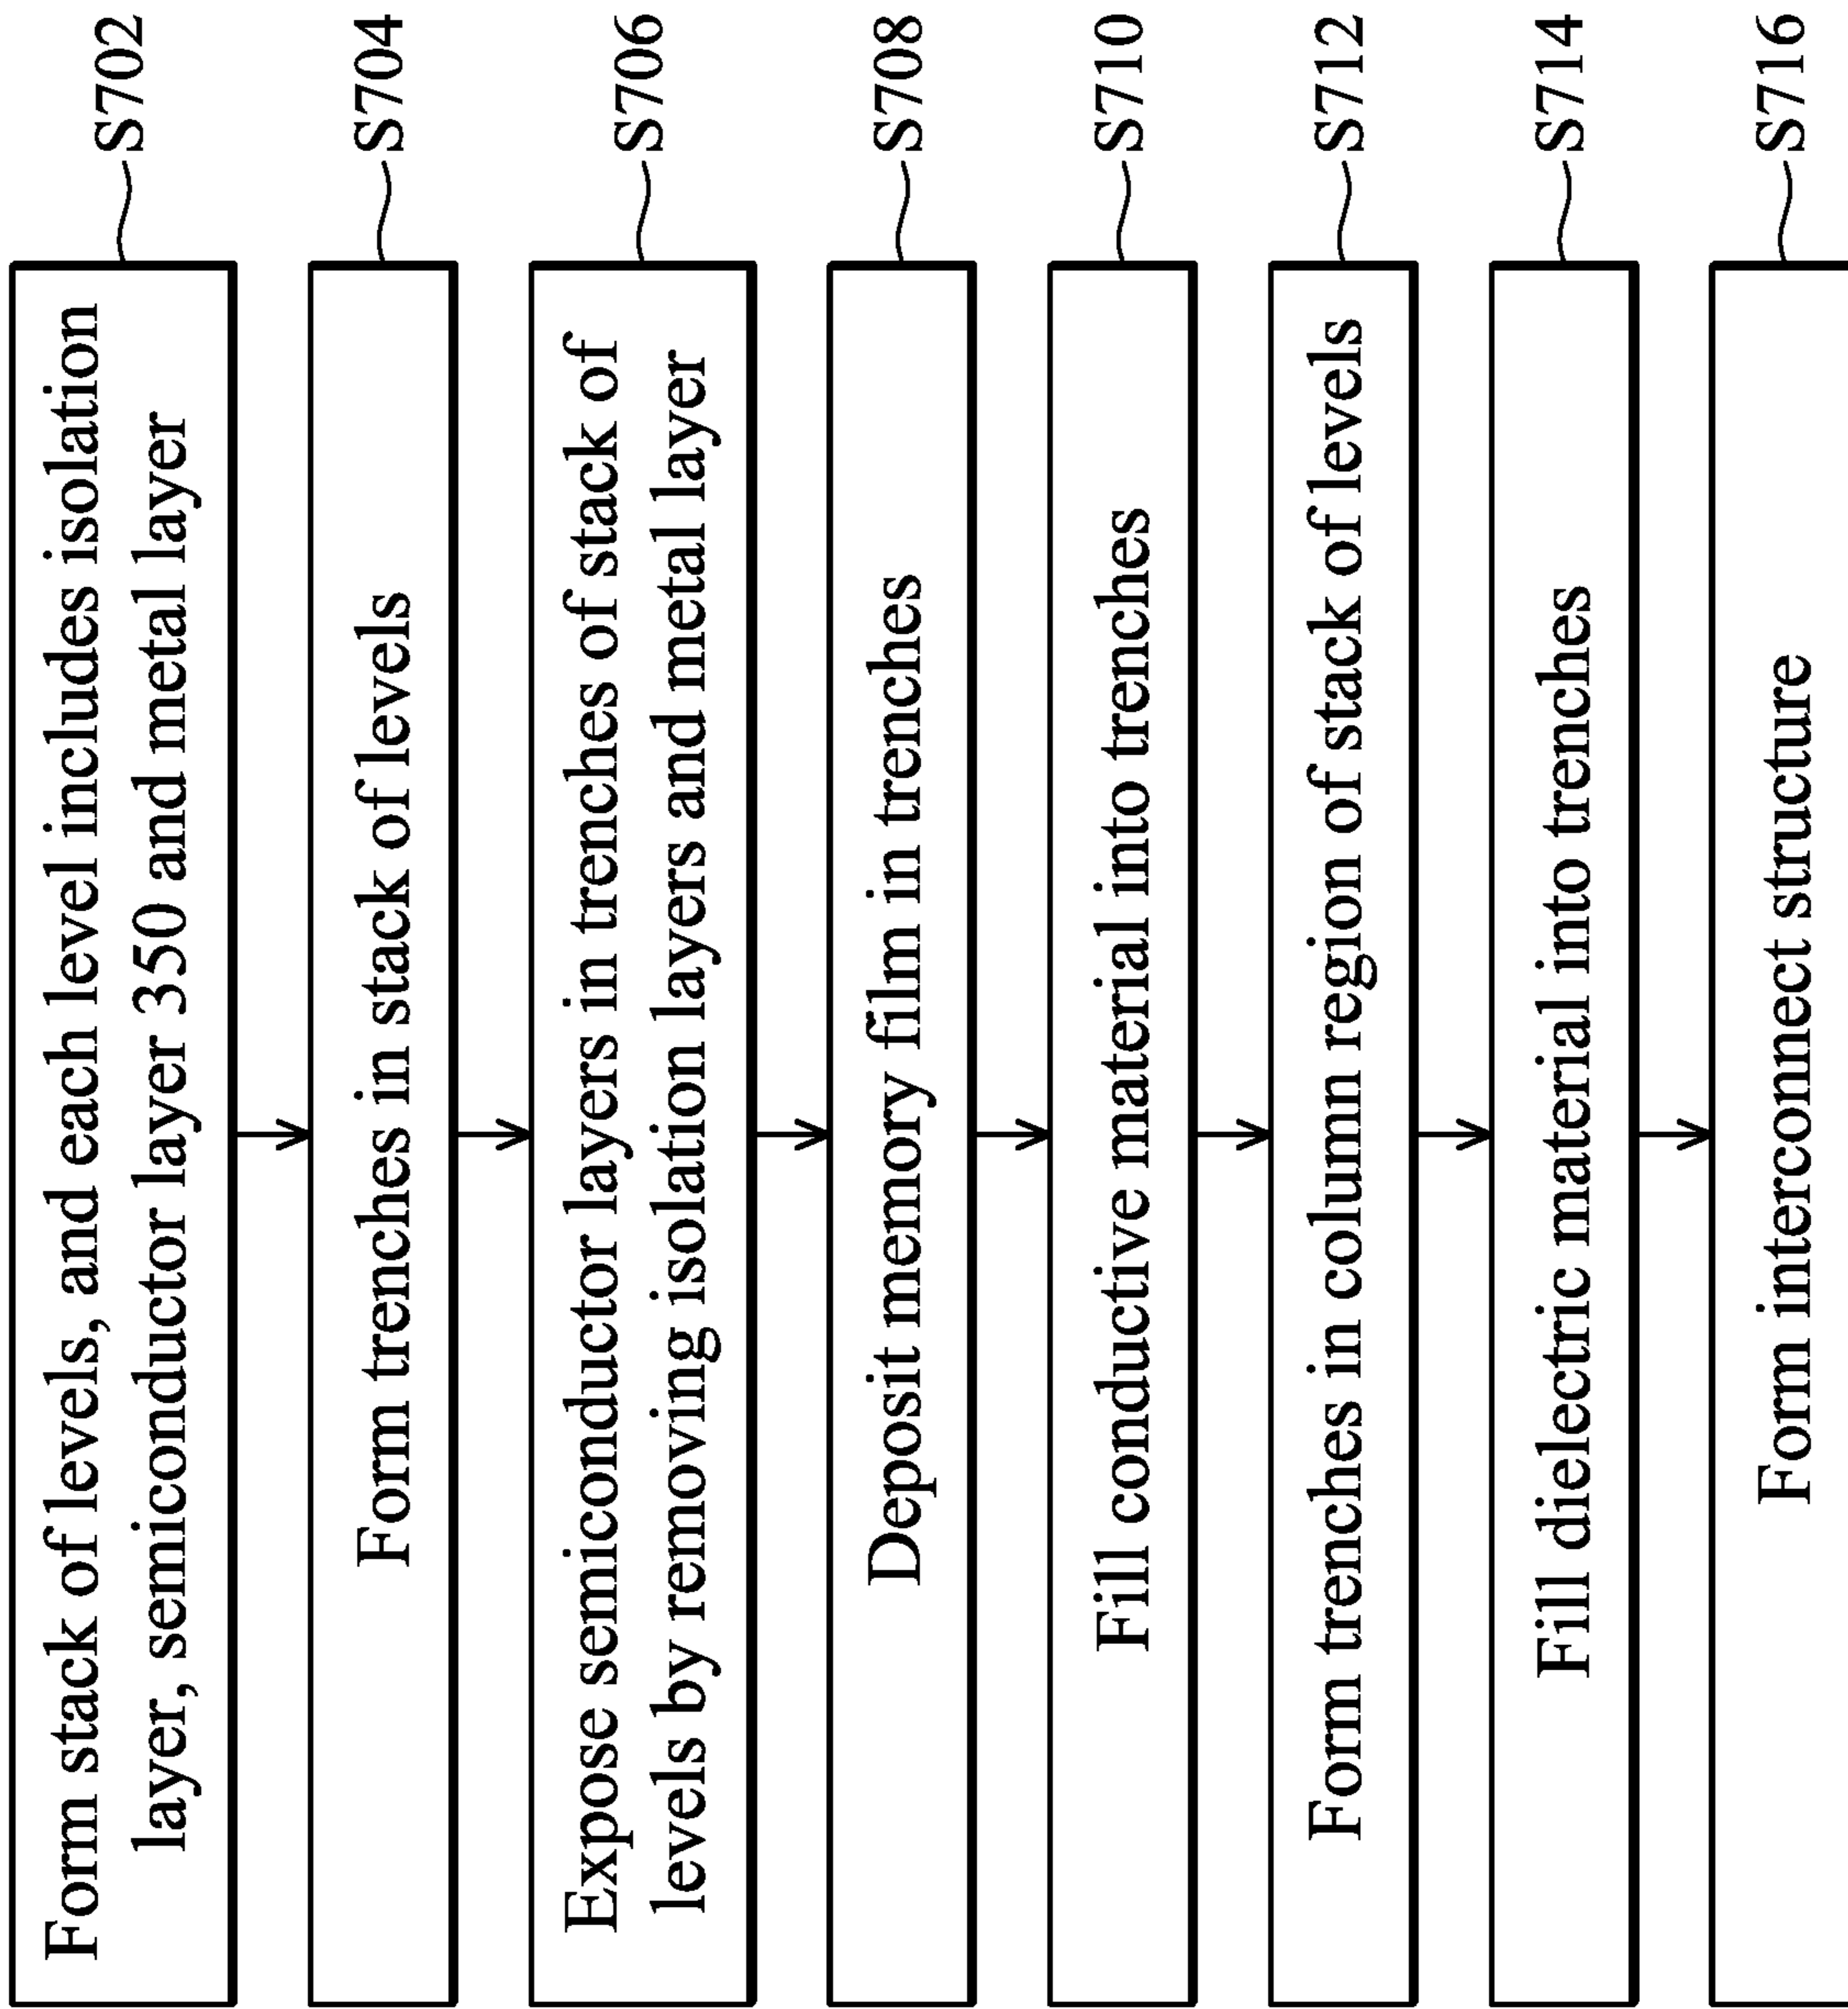 Form stack of levels, and each level includes isolation
layer, semiconductor layer 350 and metal layer
S702
Form trenches in stack of levels
S704
Expose semiconductor layers in trenches of stack of
levels by removing isolation layers and metal layer
S706
Deposit memory film in trenches
S708
Fill conductive material into trenches
S710
Form trenches in column region of stack of levels
S712
Fill dielectric material into trenches
S714
Form interconnect structure
S716